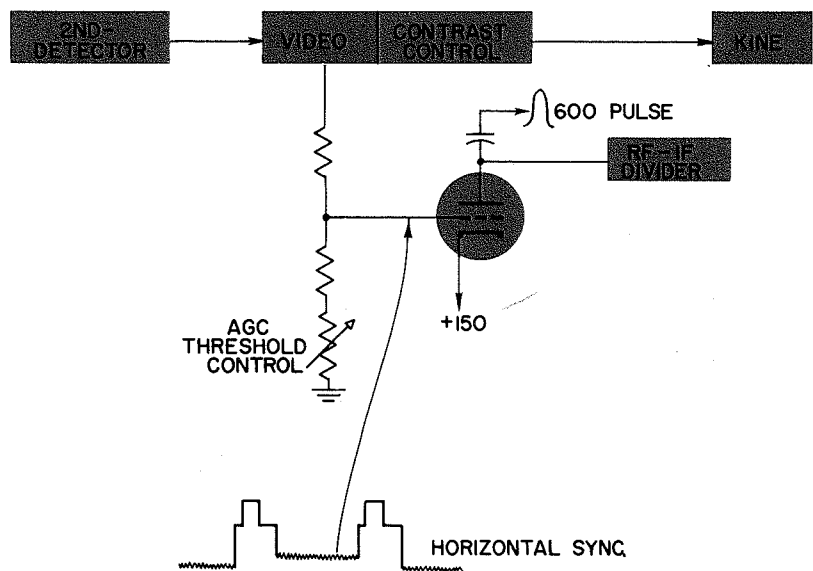 2ND-
DETECTOR
VIDEO
CONTRAST
CONTROL
KINE
600 PULSE
RF-IF
DIVIDER
+150
AGC
THRESHOLD
CONTROL
HORIZONTAL SYNC.